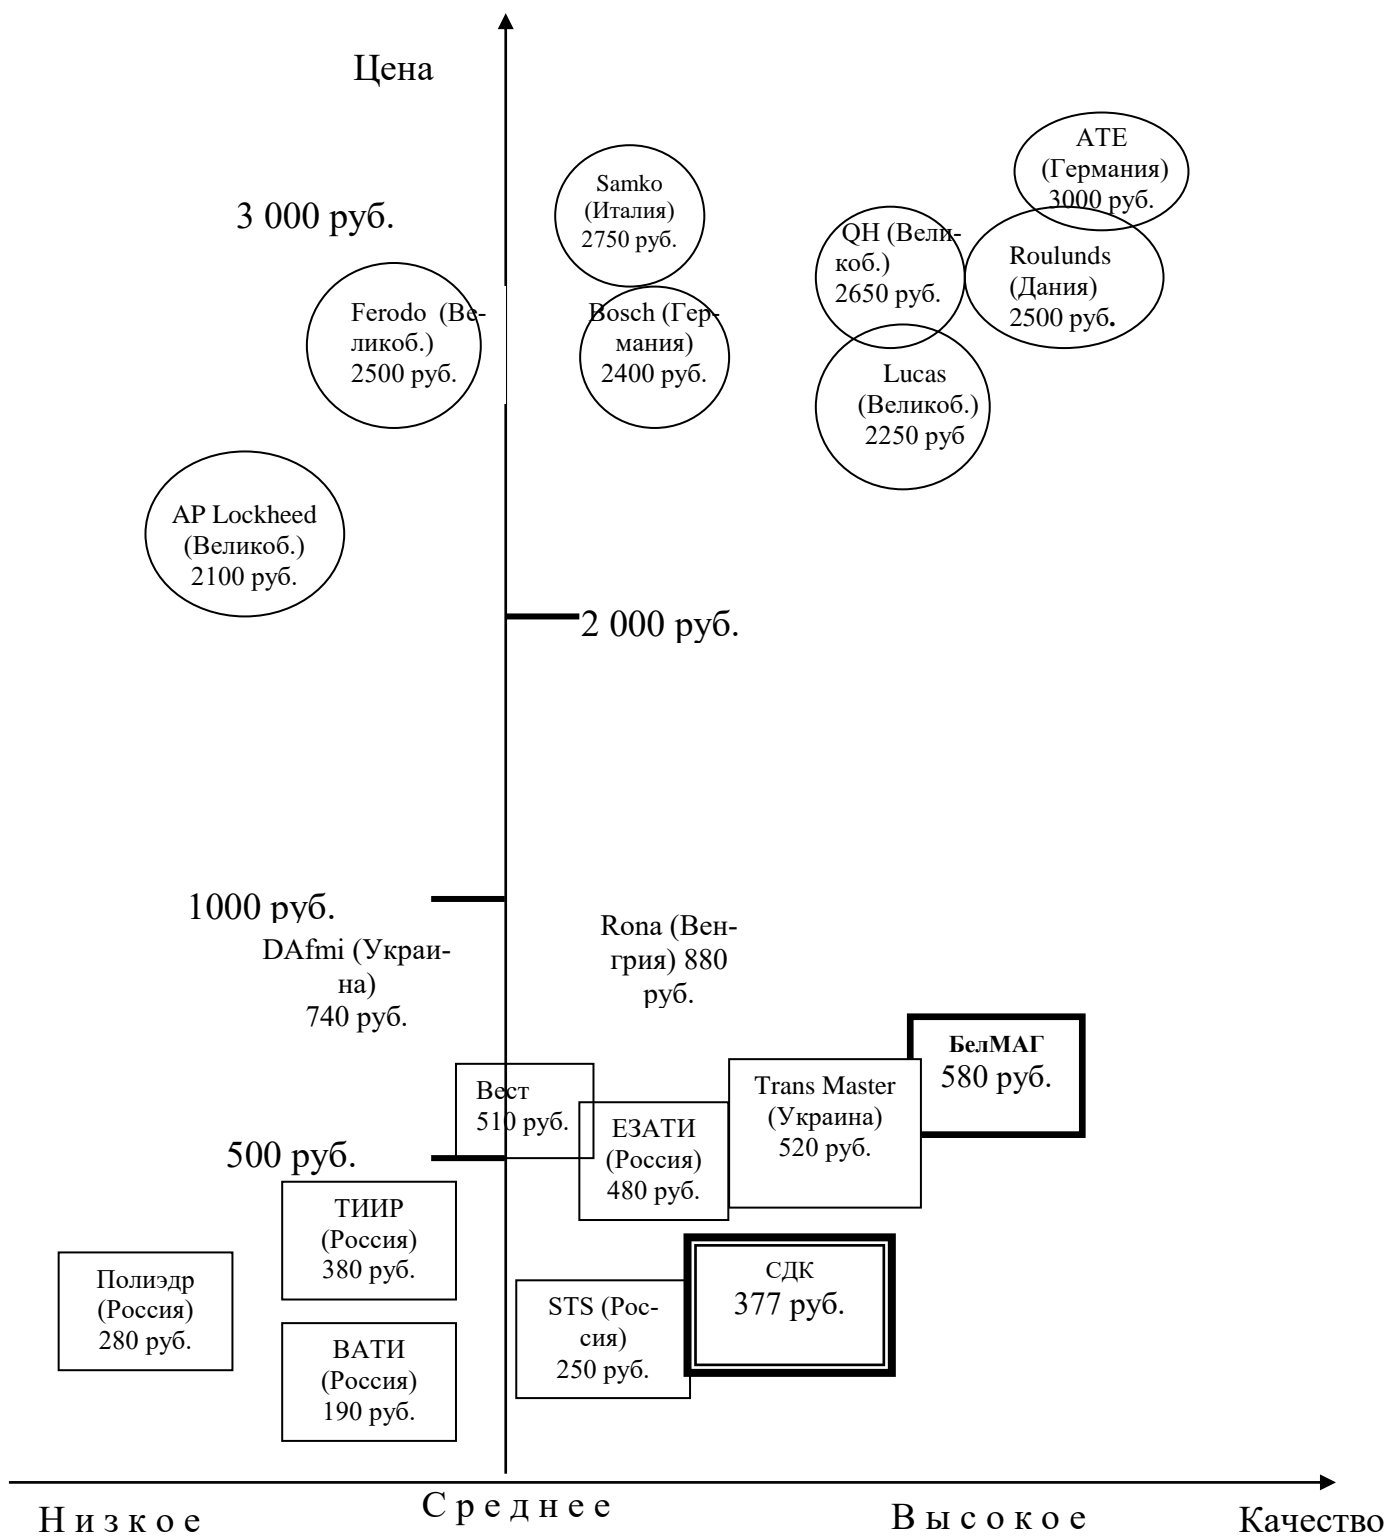 Цена
ATE
(Германия)
3000 руб.
Samko
(Италия)
2750 руб.
3 000 руб.
QH (Вели-
коб.)
2650 руб.
Roulunds
(Дания)
2500 руб.
Ferodo (Ве-
ликоб.)
2500 руб.
Bosch (Гер-
мания)
2400 руб.
Lucas
(Великоб.)
2250 руб
AP Lockheed
(Великоб.)
2100 руб.
2 000 руб.
1000 руб.
DAfmi (Украи-
на)
740 руб.
Rona (Вен-
грия) 880
руб.
БелМАГ
580 руб.
Trans Master
(Украина)
520 руб.
Вест
510 руб.
ЕЗАТИ
(Россия)
480 руб.
500 руб.
ТИИР
(Россия)
380 руб.
Полиэдр
(Россия)
280 руб.
СДК
377 руб.
STS (Рос-
сия)
250 руб.
ВАТИ
(Россия)
190 руб.
Н и з к о е
С р е д н е е
В ы с о к о е
Качество